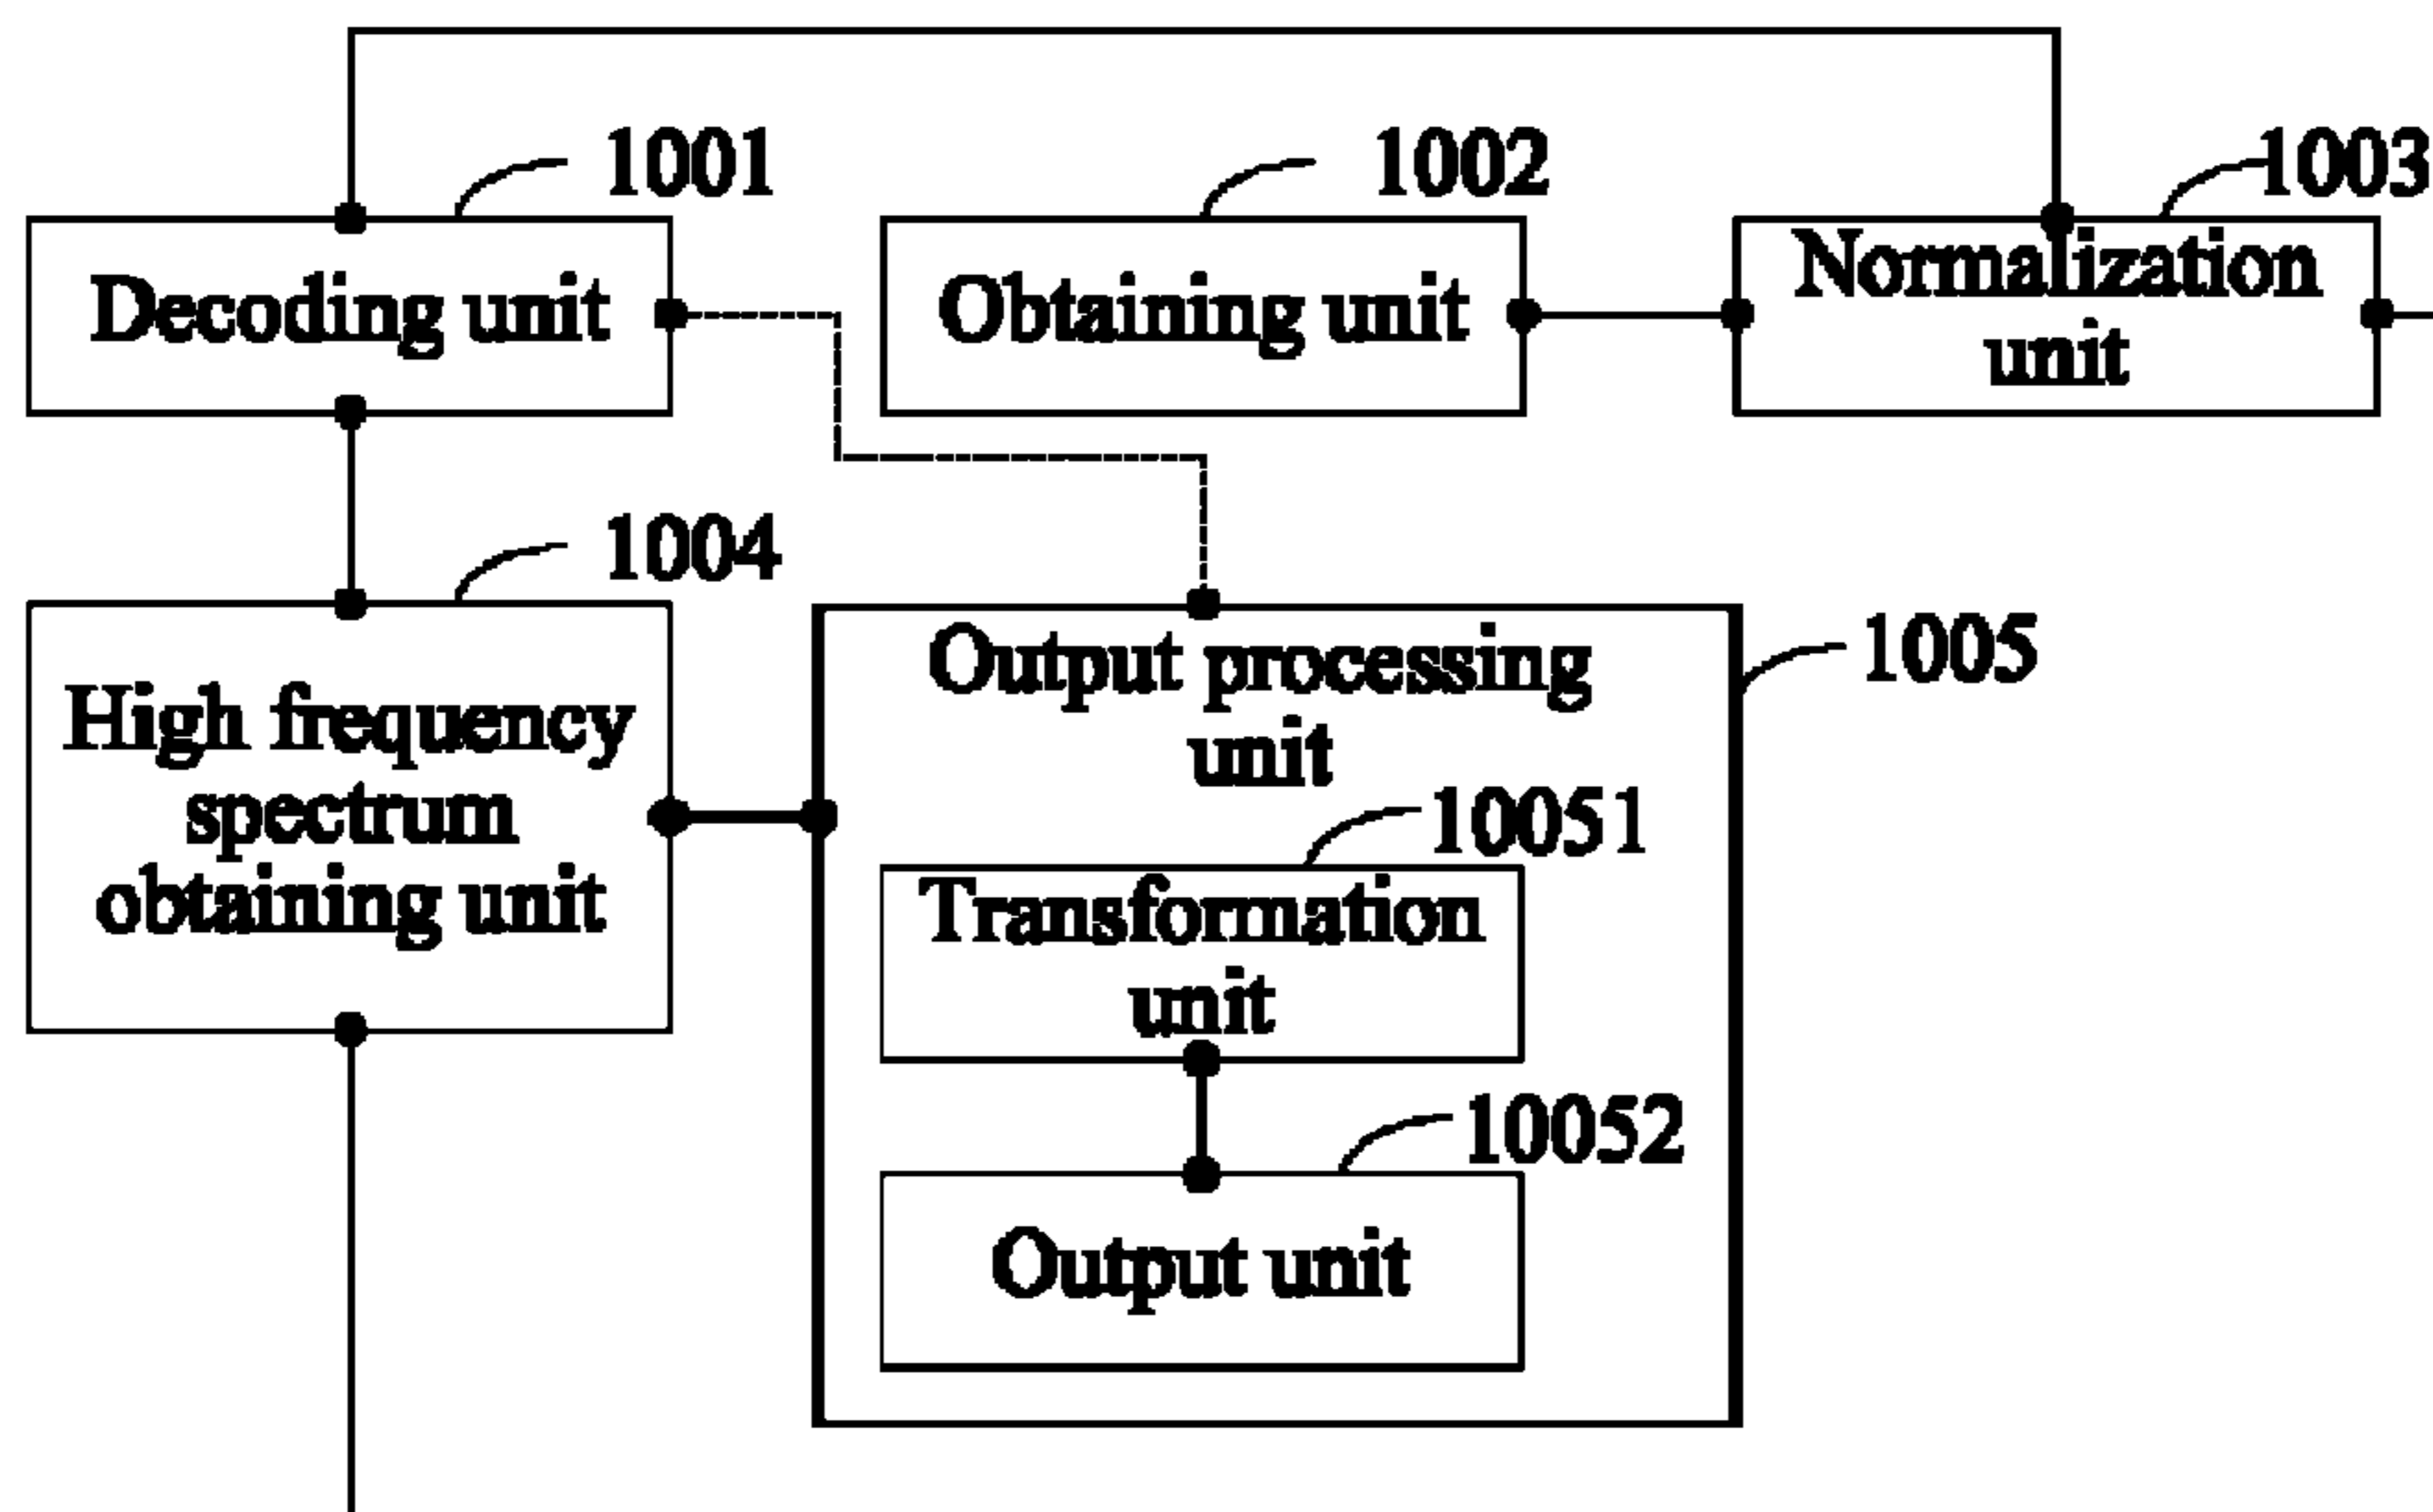 1001
1002
1003
Decoding unit
Obtaining unit
Normalization
unit
1004
1005
High frequency
spectrum
obtaining unit
Output processing
unit
10051
Transformation
unit
10052
Output unit